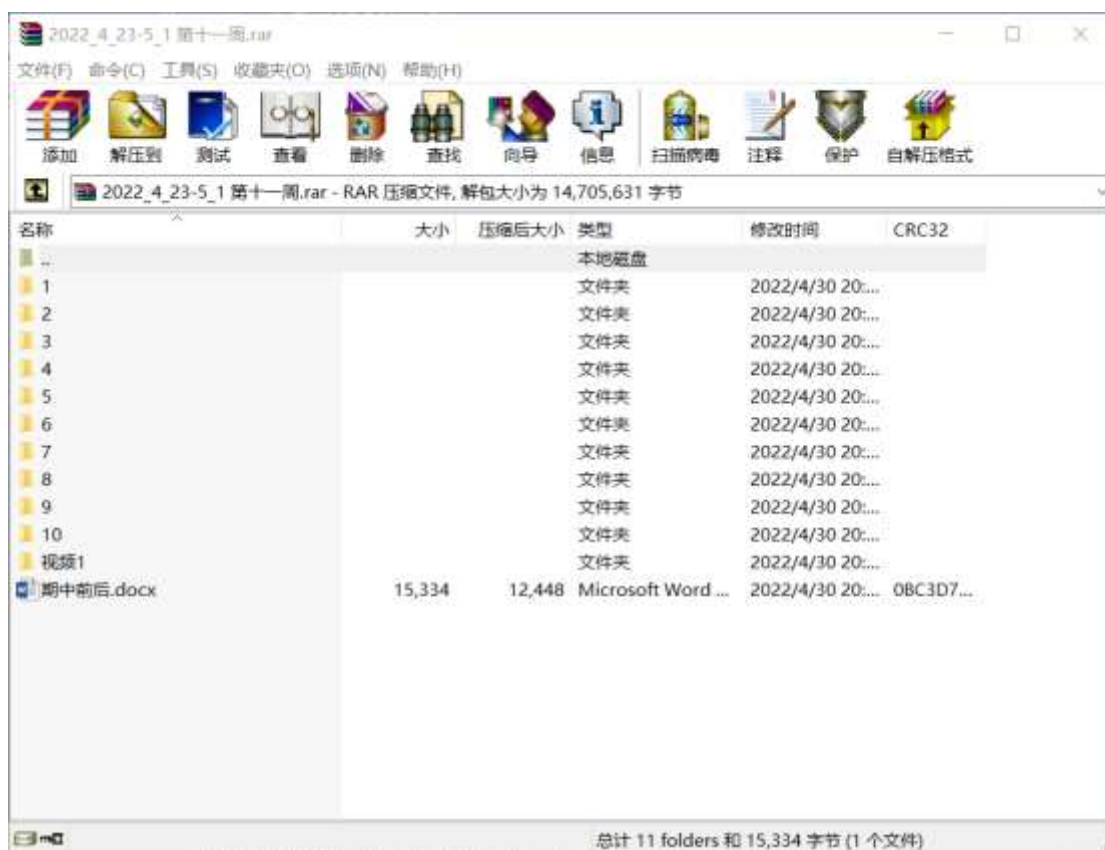 2022_4_23-5_1 第十一周.rar
文件(F) 命令(C) 工具(S) 收藏夹(O) 选项(N) 帮助(H)
添加 解压到 测试 查看 删除 查找 向导 信息 扫描病毒 注释 保护 自解压格式
2022_4_23-5_1 第十一周.rar - RAR 压缩文件, 解包大小为 14,705,631 字节
名称 大小 压缩后大小 类型 修改时间 CRC32
.. 本地磁盘
1 文件夹 2022/4/30 20:...
2 文件夹 2022/4/30 20:...
3 文件夹 2022/4/30 20:...
4 文件夹 2022/4/30 20:...
5 文件夹 2022/4/30 20:...
6 文件夹 2022/4/30 20:...
7 文件夹 2022/4/30 20:...
8 文件夹 2022/4/30 20:...
9 文件夹 2022/4/30 20:...
10 文件夹 2022/4/30 20:...
视频1 文件夹 2022/4/30 20:...
期中前后.docx 15,334 12,448 Microsoft Word ... 2022/4/30 20:... 0BC3D7...
总计 11 folders 和 15,334 字节 (1 个文件)